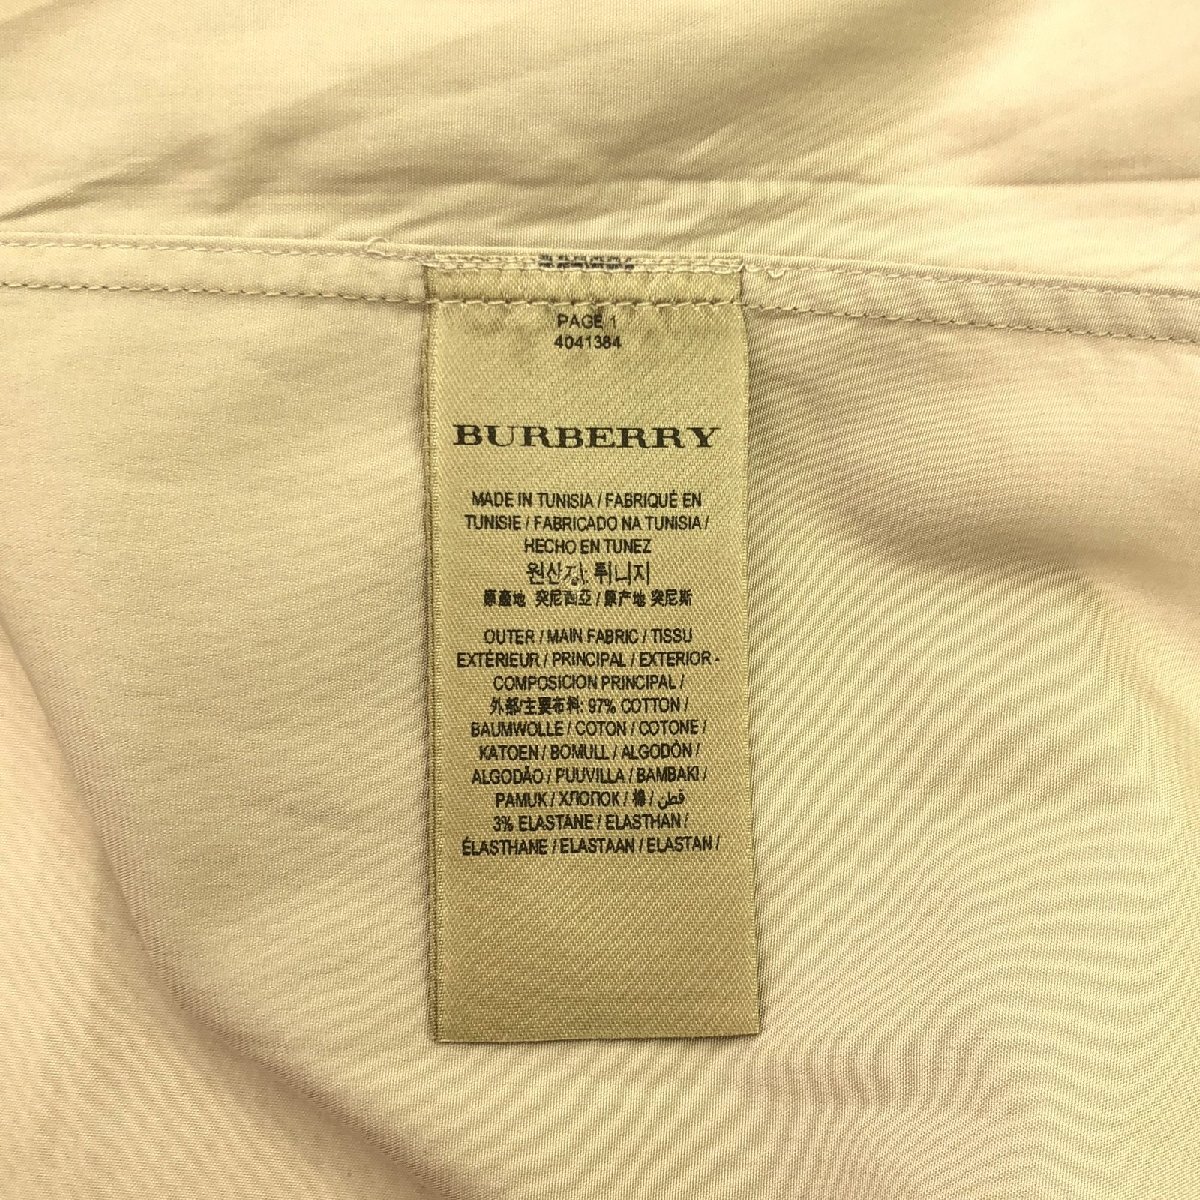 PAGE 1
4041384
BURBERRY
MADE IN TUNISIA / FABRIQUÉ EN
TUNISIE / FABRICADO NA TUNISIA /
HECHO EN TUNEZ
원산지: 튀니지
原產地 突尼西亞 / 原产地 突尼斯
OUTER / MAIN FABRIC / TISSU
EXTÉRIEUR / PRINCIPAL / EXTERIOR -
COMPOSICION PRINCIPAL /
外部/主要布料: 97% COTTON /
BAUMWOLLE / COTON / COTONE /
KATOEN / BOMULL / ALGODÓN /
ALGODÃO / PUUVILLA / BAMBAKI /
PAMUK / ХЛОПОК / 棉 / قطن
3% ELASTANE / ELASTHAN /
ÉLASTHANE / ELASTAAN / ELASTAN /